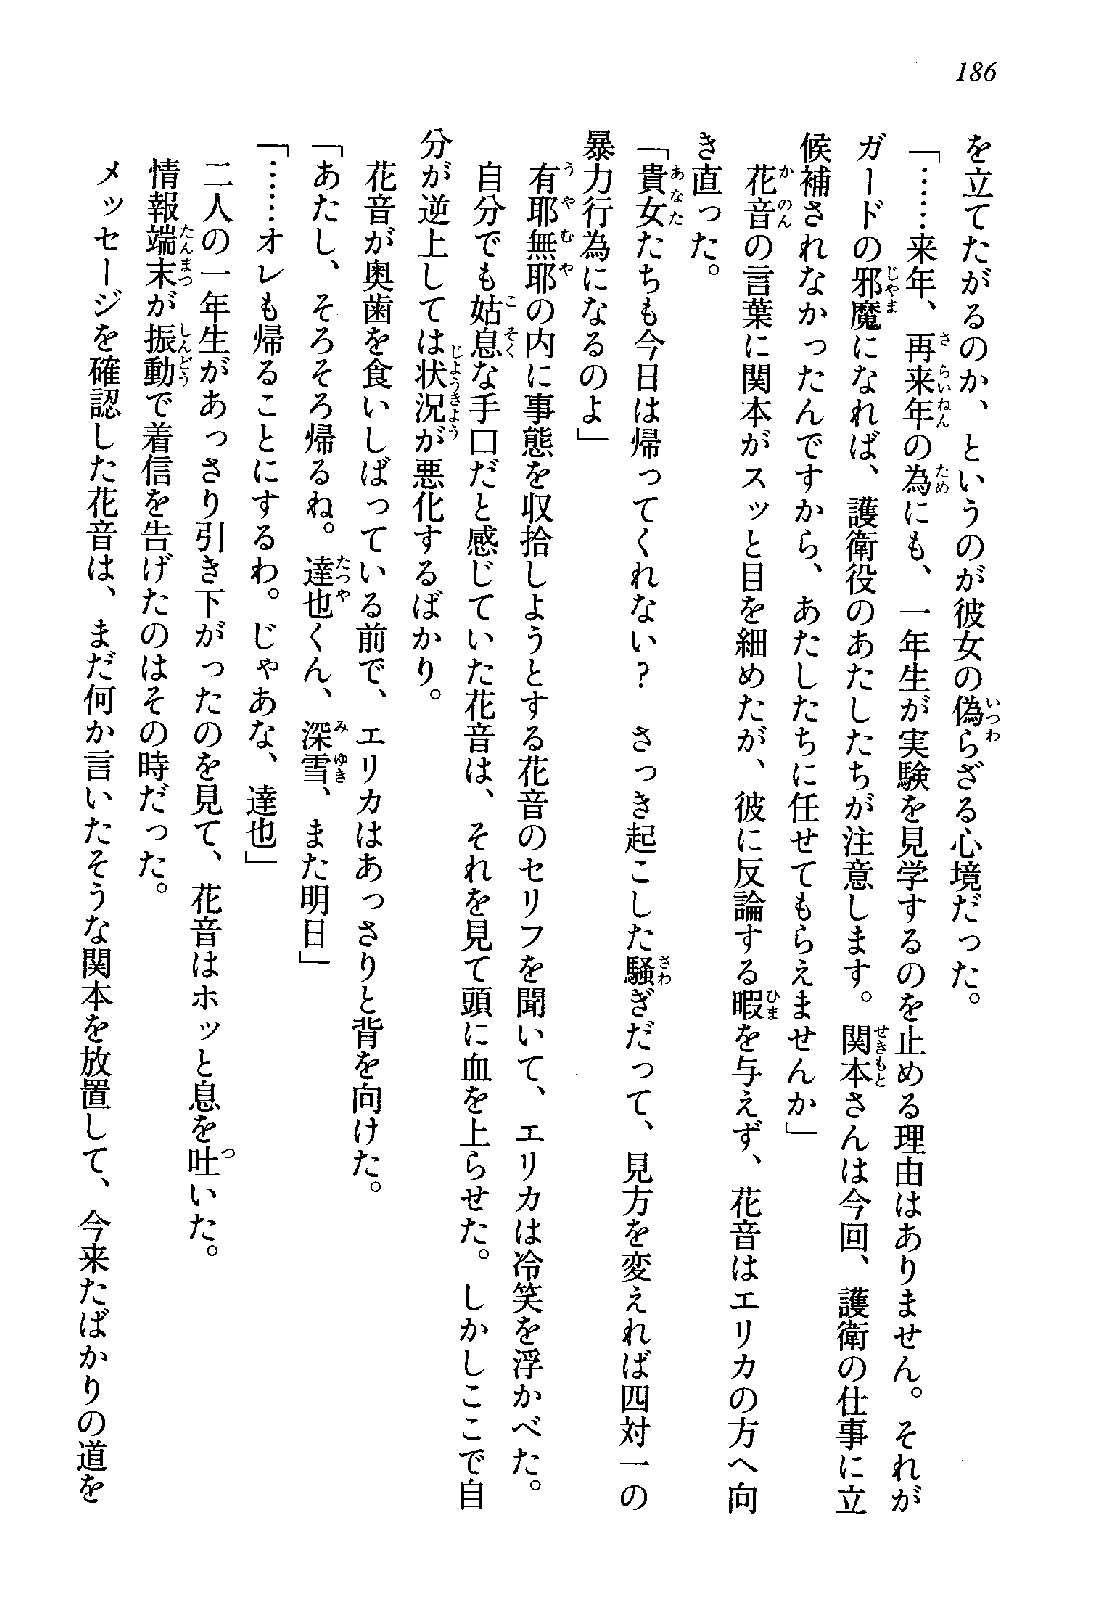 186
を立てたがるのか、というのが彼女の偽らざる心境だった。
「……来年、再来年の為にも、一年生が実験を見学するのを止める理由はありません。それが
ガードの邪魔になれば、護衛役のあたしたちが注意します。関本さんは今回、護衛の仕事に立
候補されなかったんですから、あたしたちに任せてもらえませんか」
花音の言葉に関本がスッと目を細めたが、彼に反論する暇を与えず、花音はエリカの方へ向
き直った。
「貴女たちも今日は帰ってくれない？　さっき起こした騒ぎだって、見方を変えれば四対一の
暴力行為になるのよ」
有耶無耶の内に事態を収拾しようとする花音のセリフを聞いて、エリカは冷笑を浮かべた。
自分でも姑息な手口だと感じていた花音は、それを見て頭に血を上らせた。しかしここで自
分が逆上しては状況が悪化するばかり。
花音が奥歯を食いしばっている前で、エリカはあっさりと背を向けた。
「あたし、そろそろ帰るね。達也くん、深雪、また明日」
「……オレも帰ることにするわ。じゃあな、達也」
二人の一年生があっさり引き下がったのを見て、花音はホッと息を吐いた。
情報端末が振動で着信を告げたのはその時だった。
メッセージを確認した花音は、まだ何か言いたそうな関本を放置して、今来たばかりの道を